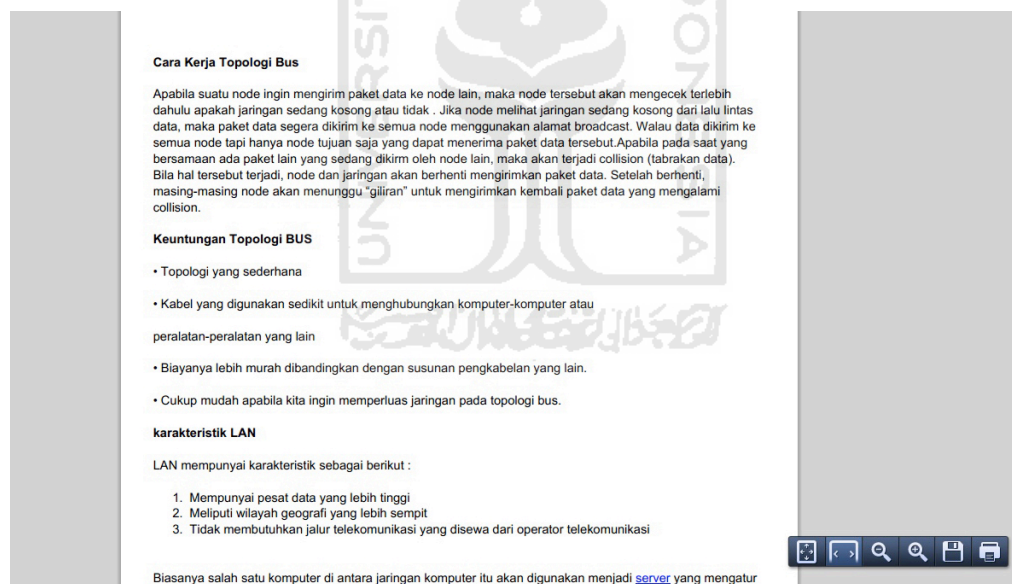 Cara Kerja Topologi Bus
Apabila suatu node ingin mengirim paket data ke node lain, maka node tersebut akan mengecek terlebih
dahulu apakah jaringan sedang kosong atau tidak . Jika node melihat jaringan sedang kosong dari lalu lintas
data, maka paket data segera dikirim ke semua node menggunakan alamat broadcast. Walau data dikirim ke
semua node tapi hanya node tujuan saja yang dapat menerima paket data tersebut.Apabila pada saat yang
bersamaan ada paket lain yang sedang dikirm oleh node lain, maka akan terjadi collision (tabrakan data).
Bila hal tersebut terjadi, node dan jaringan akan berhenti mengirimkan paket data. Setelah berhenti,
masing-masing node akan menunggu “giliran” untuk mengirimkan kembali paket data yang mengalami
collision.
Keuntungan Topologi BUS
• Topologi yang sederhana
• Kabel yang digunakan sedikit untuk menghubungkan komputer-komputer atau
peralatan-peralatan yang lain
• Biayanya lebih murah dibandingkan dengan susunan pengkabelan yang lain.
• Cukup mudah apabila kita ingin memperluas jaringan pada topologi bus.
karakteristik LAN
LAN mempunyai karakteristik sebagai berikut :
1. Mempunyai pesat data yang lebih tinggi
2. Meliputi wilayah geografi yang lebih sempit
3. Tidak membutuhkan jalur telekomunikasi yang disewa dari operator telekomunikasi
Biasanya salah satu komputer di antara jaringan komputer itu akan digunakan menjadi server yang mengatur